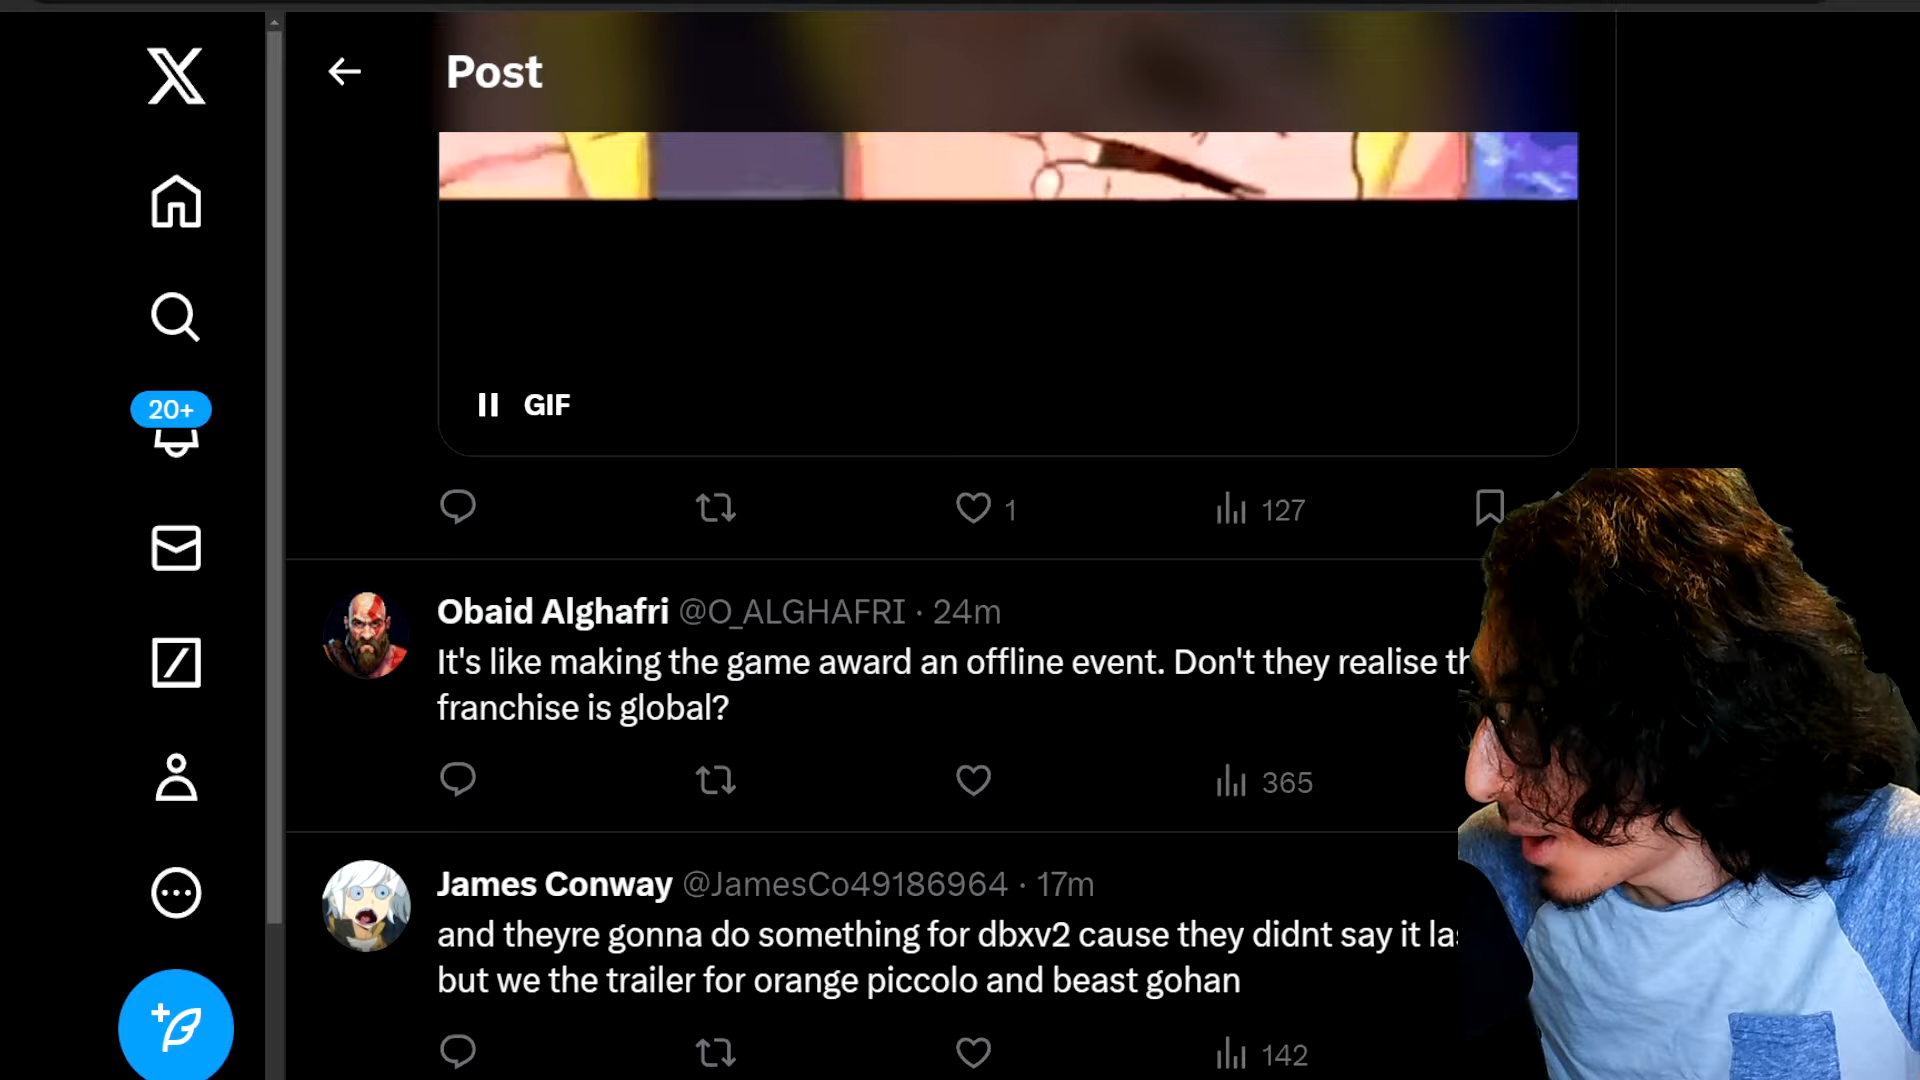 Post
20+
GIF
1
127
Obaid Alghafri @O_ALGHAFRI · 24m
It's like making the game award an offline event. Don't they realise
franchise is global?
365
James Conway @JamesCo49186964 · 17m
and theyre gonna do something for dbxv2 cause they didnt say it
but we the trailer for orange piccolo and beast gohan
142